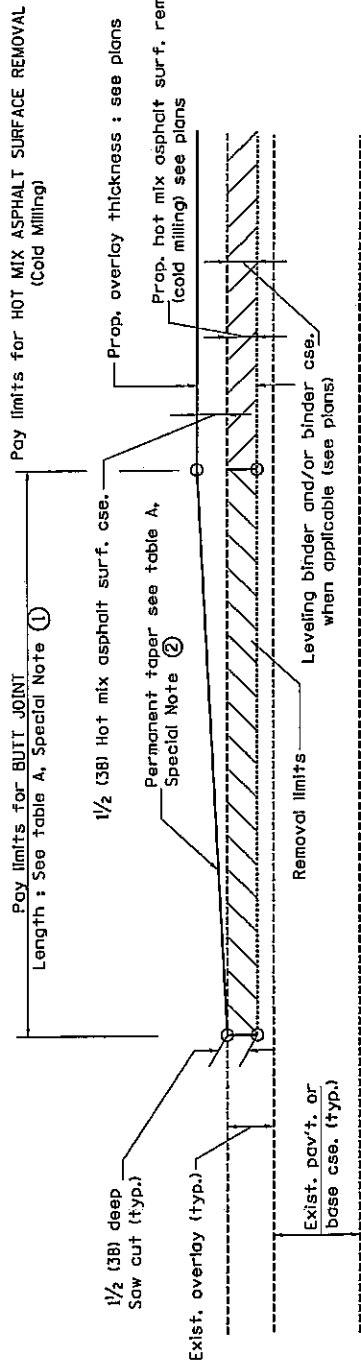 Pay limits for HOT MIX ASPHALT SURFACE REMOVAL
(Cold Milling)
Pay limits for BUTT JOINT
Length : See table A, Special Note ①
Prop. overlay thickness : see plans
Prop. hot mix asphalt surf.
(cold milling) see plans
1½ (38) Hot mix asphalt surf. cse.
Permanent taper see table A.
Special Note ②
1½ (38) deep
Saw cut (typ.)
Exist. overlay (typ.)
Removal limits
Leveling binder and/or binder cse.
when applicable (see plans)
Exist. pav't. or
base cse. (typ.)